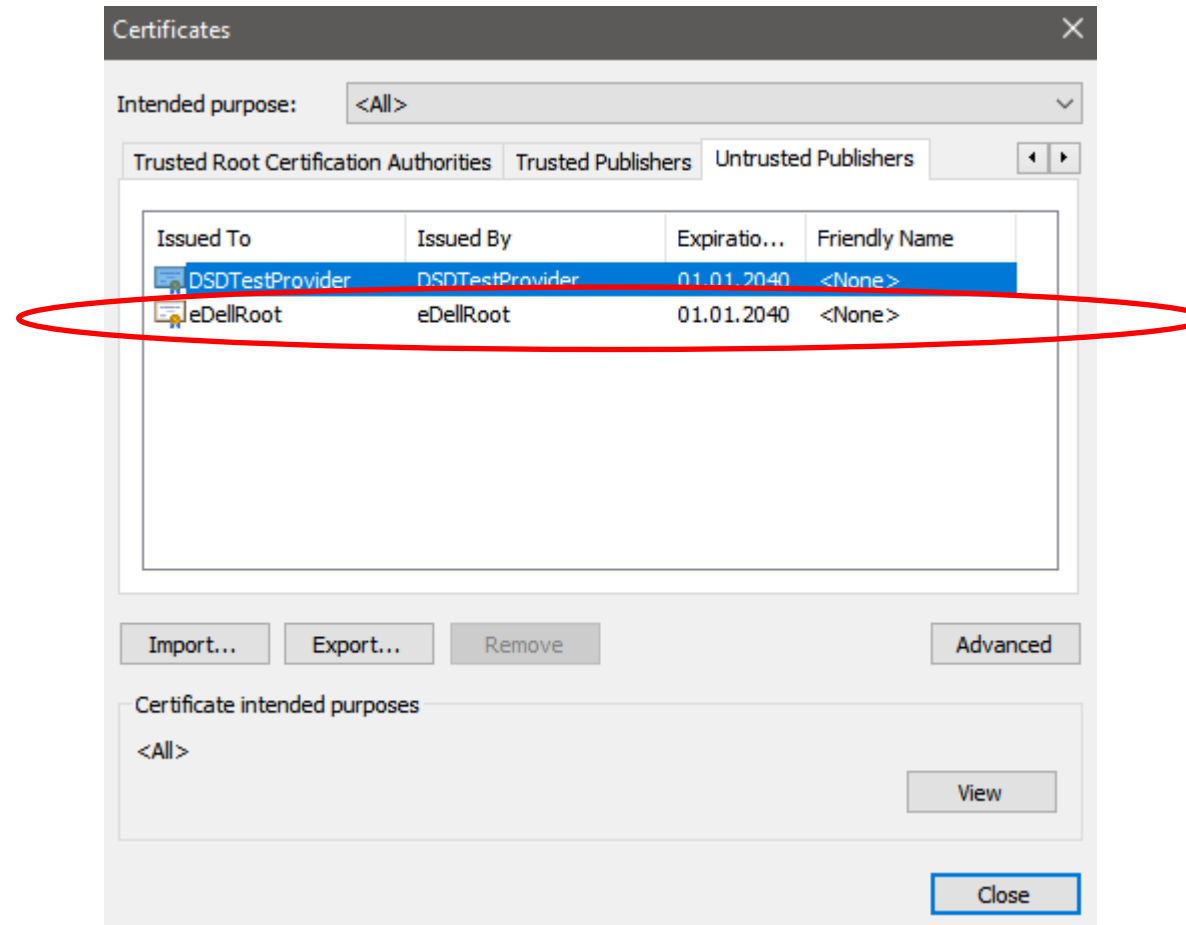 Certificates
Intended purpose: <All>
Trusted Root Certification Authorities Trusted Publishers Untrusted Publishers
Issued To Issued By Expiratio... Friendly Name
DSDTestProvider DSDTestProvider 01.01.2040 <None>
eDellRoot eDellRoot 01.01.2040 <None>
Import... Export... Remove Advanced
Certificate intended purposes
<All>
View
Close